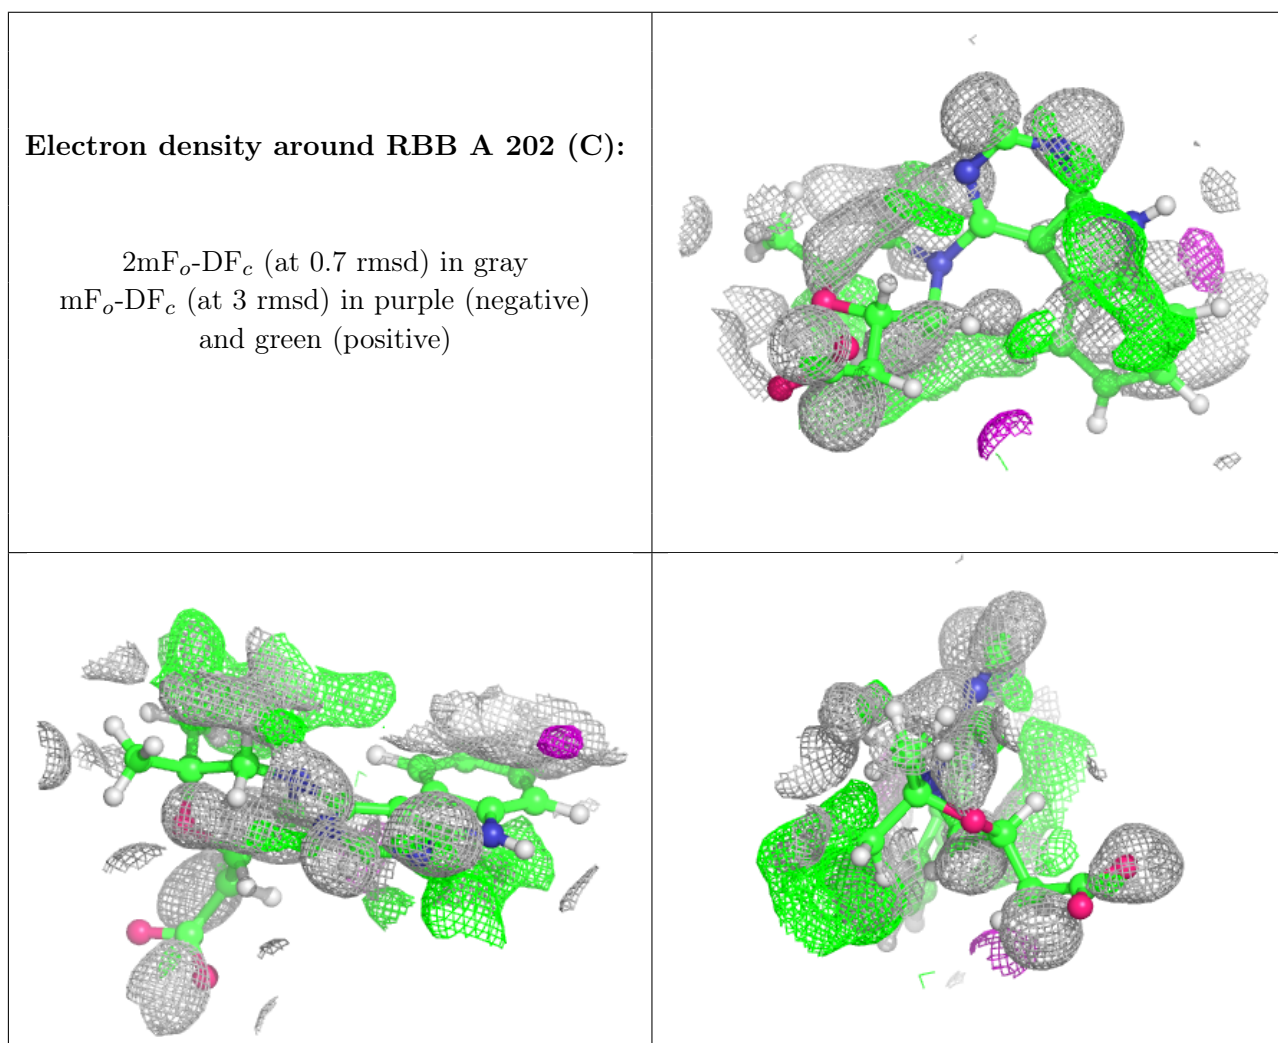 Electron density around RBB A 202 (C):
2mFo-DFc (at 0.7 rmsd) in gray
mFo-DFc (at 3 rmsd) in purple (negative)
and green (positive)